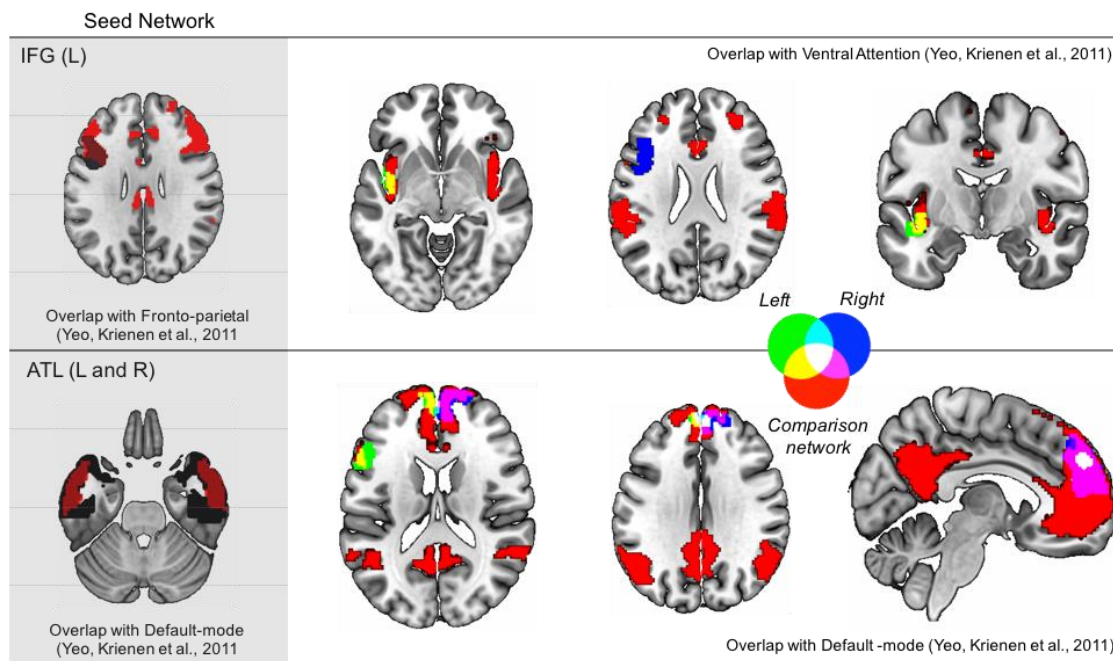 Seed Network
IFG (L)
Overlap with Ventral Attention (Yeo, Krienen et al., 2011)
Overlap with Fronto-parietal
(Yeo, Krienen et al., 2011
Left
Right
Comparison
network
ATL (L and R)
Overlap with Default-mode
(Yeo, Krienen et al., 2011
Overlap with Default -mode (Yeo, Krienen et al., 2011)